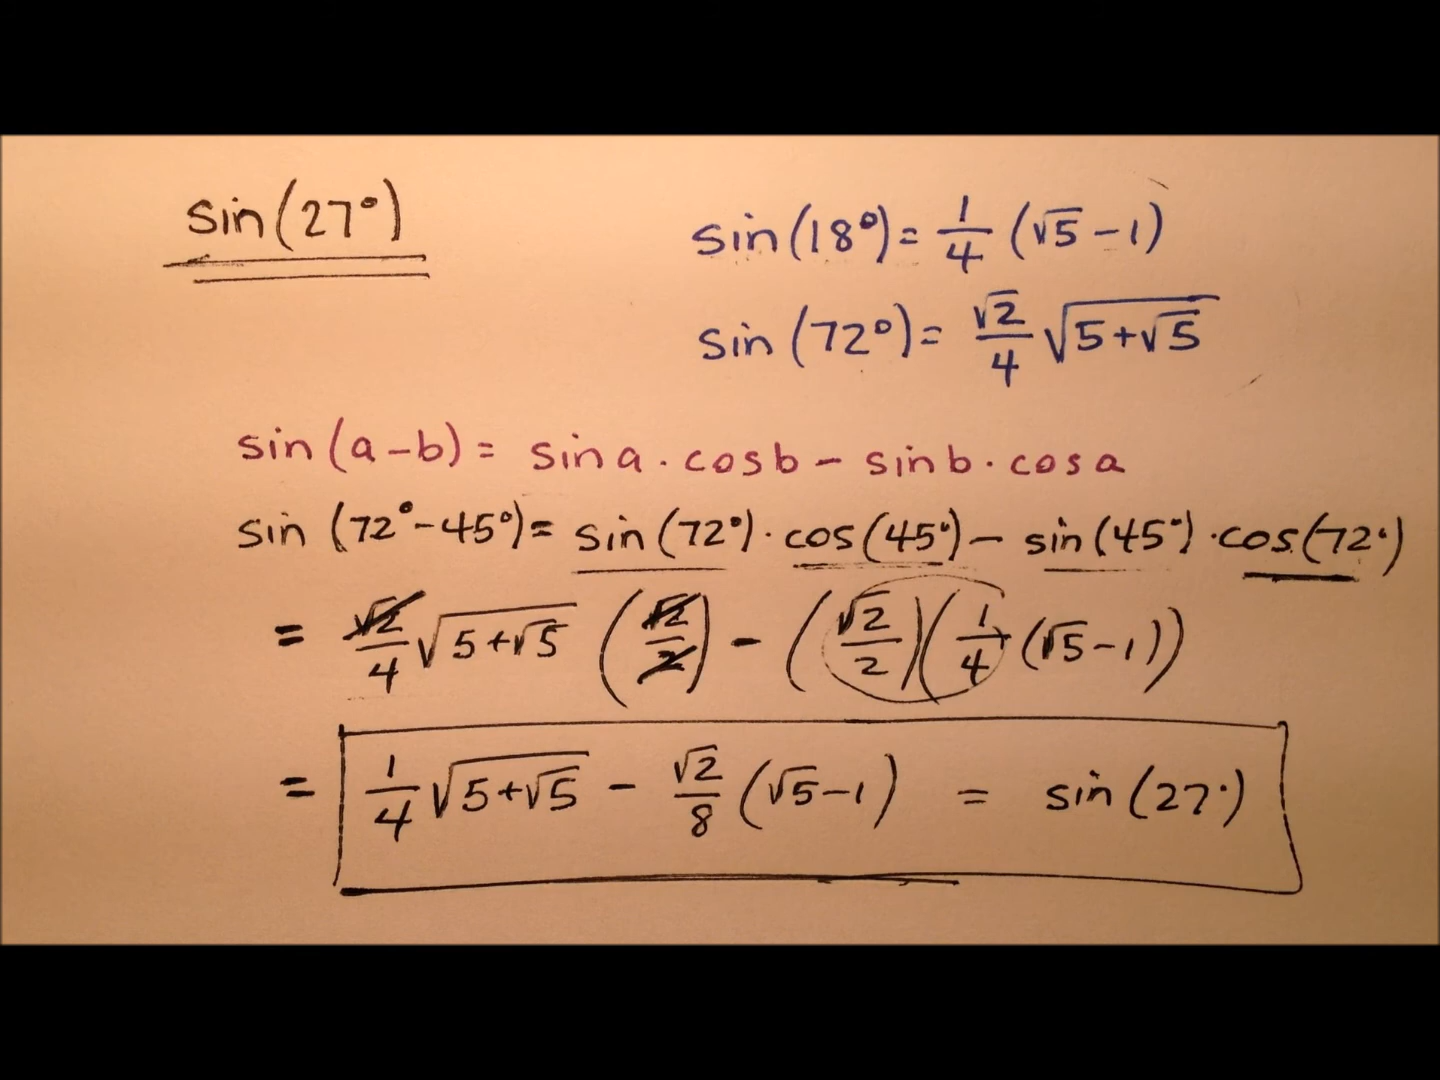 sin(27°)
sin(18°) = 1/4 (√5 - 1)
sin(72°) = √2/4 √(5+√5)
sin(a-b) = sin a · cos b - sin b · cos a
sin(72°-45°) = sin(72°) · cos(45°) - sin(45°) · cos(72°)
= √2/4 √(5+√5) (√2/2) - (√2/2)(1/4 (√5-1))
= 1/4 √(5+√5) - √2/8 (√5-1) = sin(27°)